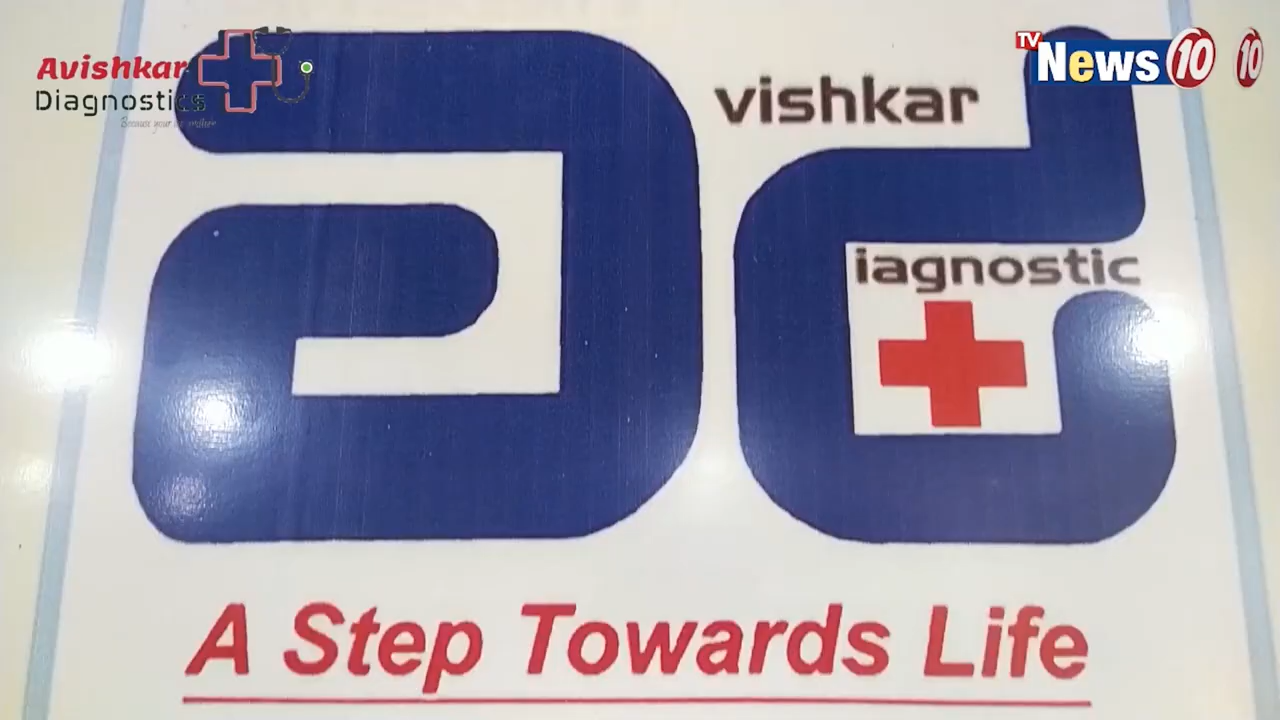 Avishkar
Diagnostics
TV
News 10 10
a vishkar
d iagnostic
A Step Towards Life